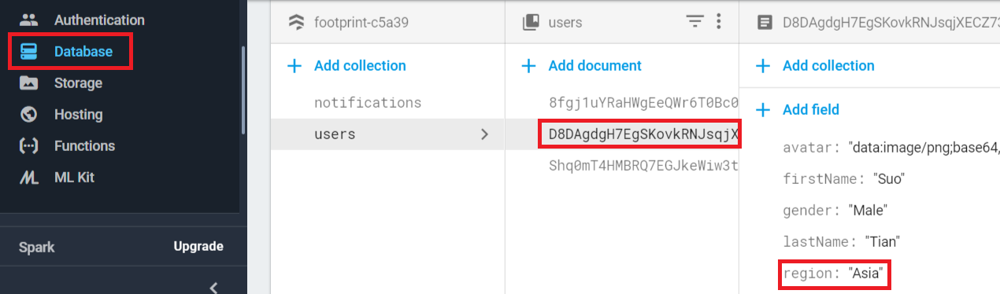 Authentication
Database
Storage
Hosting
Functions
ML Kit
Spark
Upgrade
footprint-c5a39
Add collection
notifications
users
users
Add document
8fgj1uYRaHWgEeQWr6T0Bc0
D8DAgdgH7EgSKovkRNJsqjX
Shq0mT4HMBRQ7EGJkeWiw3t
D8DAgdgH7EgSKovkRNJsqjXECZ73
Add collection
Add field
avatar: "data:image/png;base64,
firstName: "Suo"
gender: "Male"
lastName: "Tian"
region: "Asia"